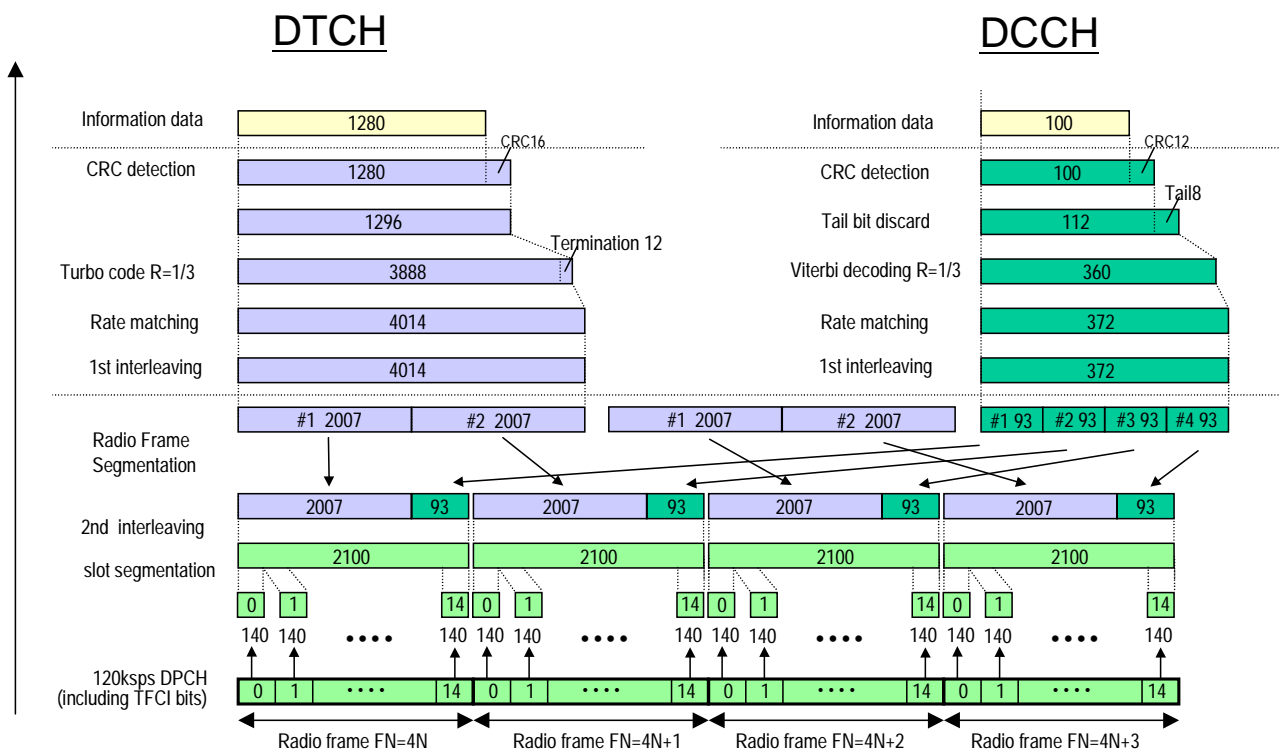 DTCH DCCH
Information data 1280 Information data 100
CRC16 CRC12
CRC detection 1280 CRC detection 100
Tail8
1296 Tail bit discard 112
Termination 12
Turbo code R=1/3 3888 Viterbi decoding R=1/3 360
Rate matching 4014 Rate matching 372
1st interleaving 4014 1st interleaving 372
#1 2007 #2 2007 #1 2007 #2 2007 #1 93 #2 93 #3 93 #4 93
Radio Frame
Segmentation
2007 93 2007 93 2007 93 2007 93
2nd interleaving
2100 2100 2100 2100
slot segmentation
0 1 14 0 1 14 0 1 14 0 1 14
140 140 •••• 140 140 140 •••• 140 140 140 •••• 140 140 140 •••• 140
120ksps DPCH
(including TFCI bits)
0 1 •••• 14 0 1 •••• 14 0 1 •••• 14 0 1 •••• 14
Radio frame FN=4N Radio frame FN=4N+1 Radio frame FN=4N+2 Radio frame FN=4N+3